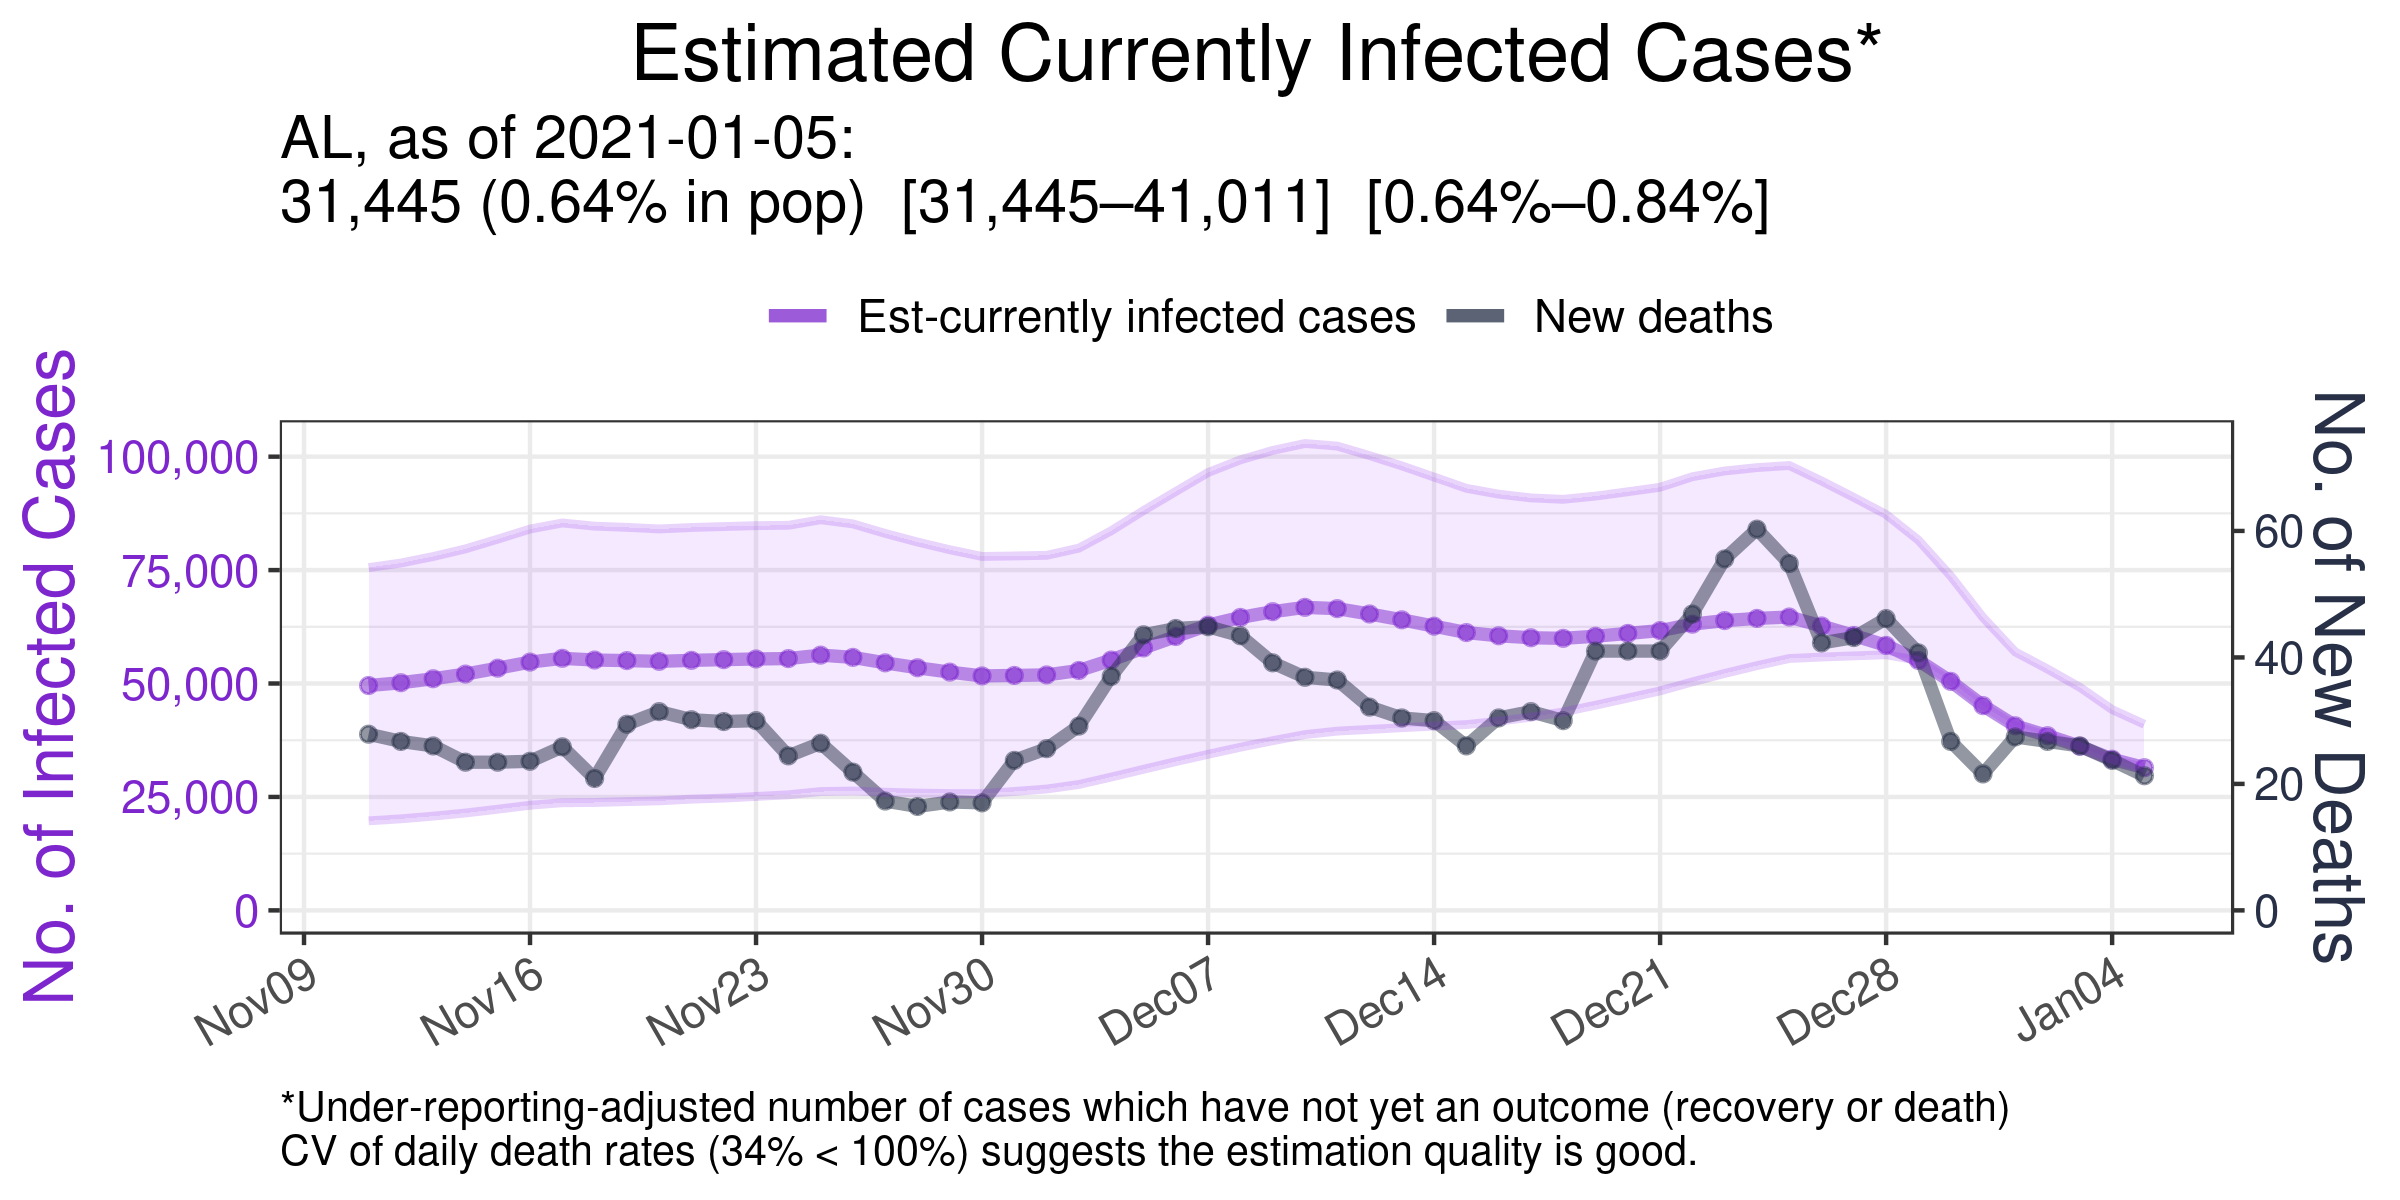 Estimated Currently Infected Cases*
AL, as of 2021-01-05:
31,445 (0.64% in pop)  [31,445–41,011]  [0.64%–0.84%]
Est-currently infected cases
New deaths
No. of Infected Cases
100,000
75,000
50,000
25,000
0
No. of New Deaths
60
40
20
0
Nov09
Nov16
Nov23
Nov30
Dec07
Dec14
Dec21
Dec28
Jan04
*Under-reporting-adjusted number of cases which have not yet an outcome (recovery or death)
CV of daily death rates (34% < 100%) suggests the estimation quality is good.